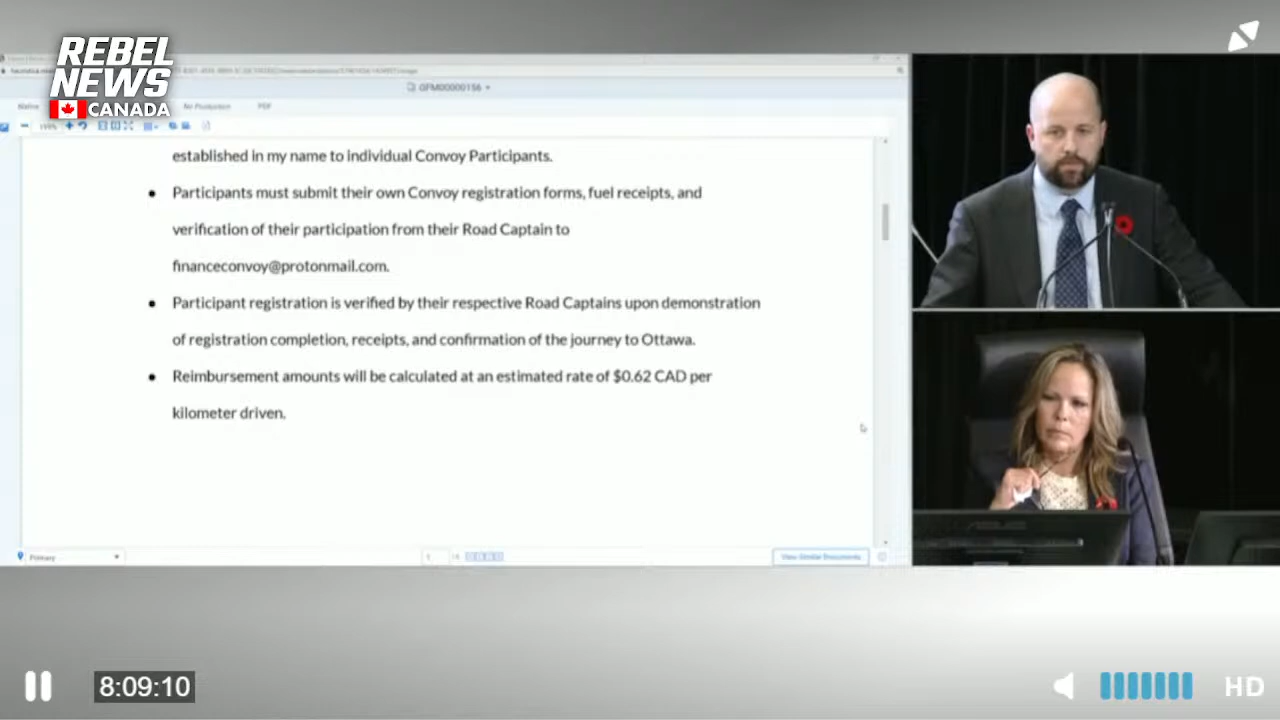 REBEL
NEWS
CANADA
GFM00000156
No Production
PDF
established in my name to individual Convoy Participants.
• Participants must submit their own Convoy registration forms, fuel receipts, and
verification of their participation from their Road Captain to
financeconvoy@protonmail.com.
• Participant registration is verified by their respective Road Captains upon demonstration
of registration completion, receipts, and confirmation of the journey to Ottawa.
• Reimbursement amounts will be calculated at an estimated rate of $0.62 CAD per
kilometer driven.
Primary
View Similar Documents
8:09:10
HD